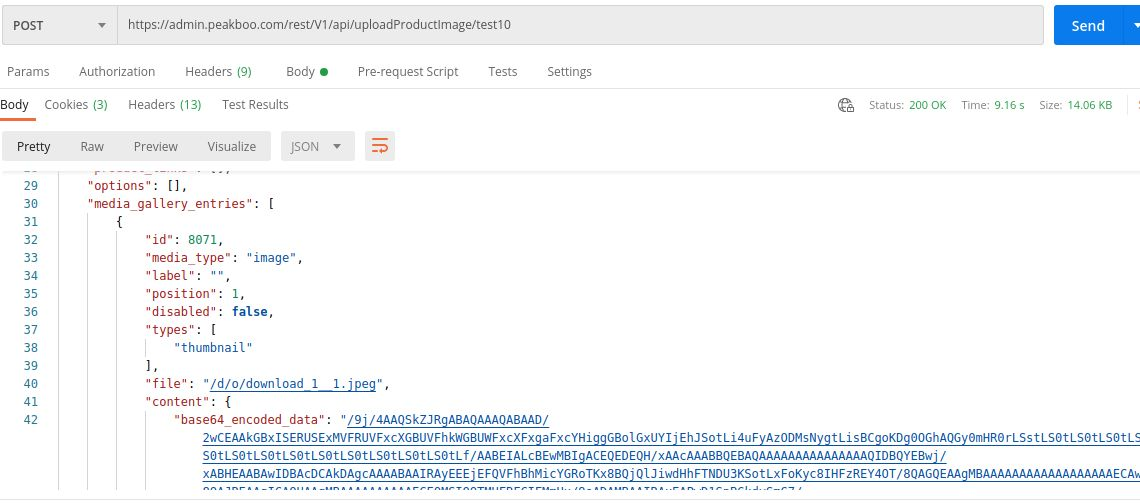 POST https://admin.peakboo.com/rest/V1/api/uploadProductImage/test10 Send
Params Authorization Headers (9) Body Pre-request Script Tests Settings
Body Cookies (3) Headers (13) Test Results Status: 200 OK Time: 9.16 s Size: 14.06 KB
Pretty Raw Preview Visualize JSON
29 "options": [],
30 "media_gallery_entries": [
31 {
32 "id": 8071,
33 "media_type": "image",
34 "label": "",
35 "position": 1,
36 "disabled": false,
37 "types": [
38 "thumbnail"
39 ],
40 "file": "/d/o/download_1__1.jpeg",
41 "content": {
42 "base64_encoded_data": "/9j/4AAQSkZJRgABAQAAAQABAAD/
2wCEAAkGBxISERUSExMVFRUVFxcXGBUVFhkWGBUWFxcXFxgaFxcYHiggGBolGxUYIjEhJSotLi4uFyAzODMsNygtLisBCgoKDg0OGhAQGy0mHR0rLSstLS0tLS0tLS0tLS
S0tLS0tLS0tLS0tLS0tLS0tLS0tLS0tLf/AABEIALcBEwMBIgACEQEDEQH/xAAcAAABBQEBAQAAAAAAAAAAAAAAAQIDBQYEBwj/
xABHEAABAwIDBAcDCAkDAgcAAAABAAIRAyEEEjEFQVFhBhMicYGRoTKx8BQjQlJiwdHhFTNDU3KSotLxFoKyc8IHFzREY4OT/8QAGQEAAgMBAAAAAAAAAAAAAAAAAAECAw